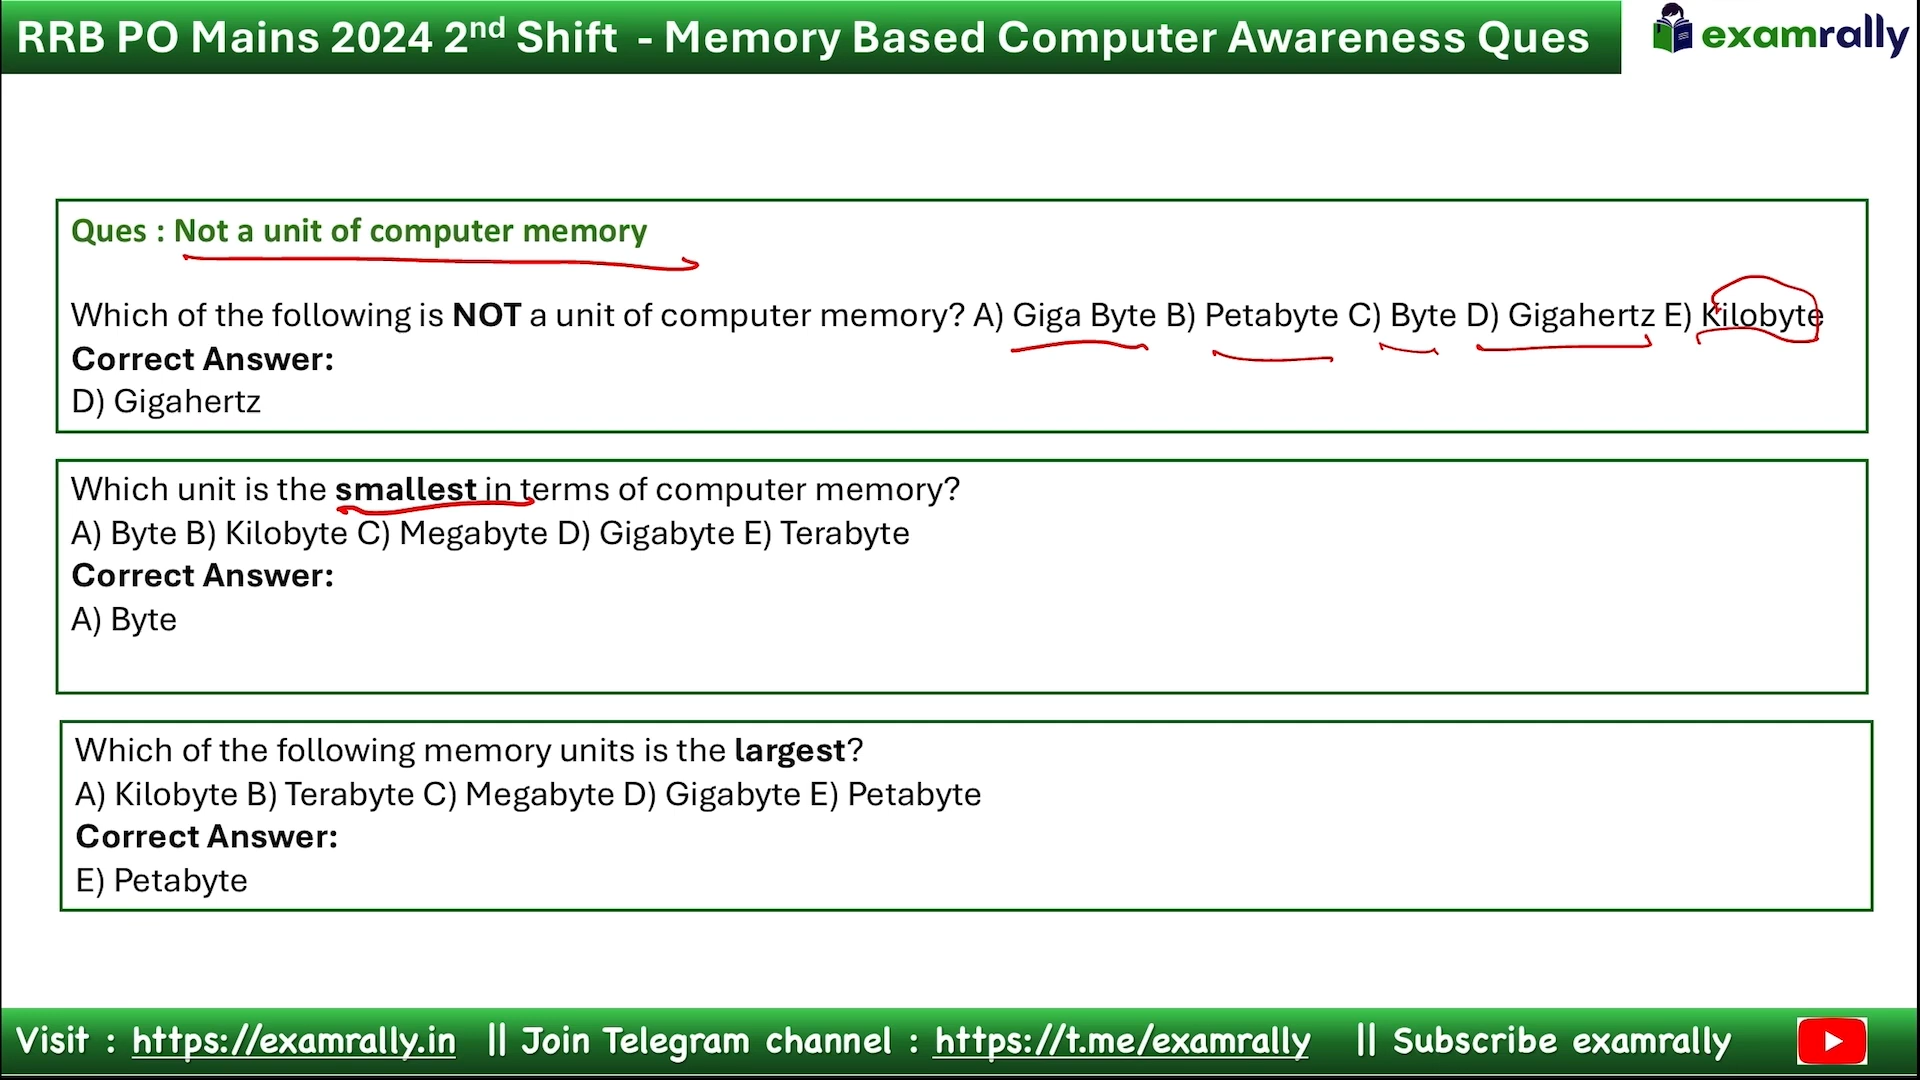 RRB PO Mains 2024 2nd Shift - Memory Based Computer Awareness Ques
examrally
Ques : Not a unit of computer memory
Which of the following is NOT a unit of computer memory? A) Giga Byte B) Petabyte C) Byte D) Gigahertz E) Kilobyte
Correct Answer:
D) Gigahertz
Which unit is the smallest in terms of computer memory?
A) Byte B) Kilobyte C) Megabyte D) Gigabyte E) Terabyte
Correct Answer:
A) Byte
Which of the following memory units is the largest?
A) Kilobyte B) Terabyte C) Megabyte D) Gigabyte E) Petabyte
Correct Answer:
E) Petabyte
Visit : https://examrally.in || Join Telegram channel : https://t.me/examrally || Subscribe examrally